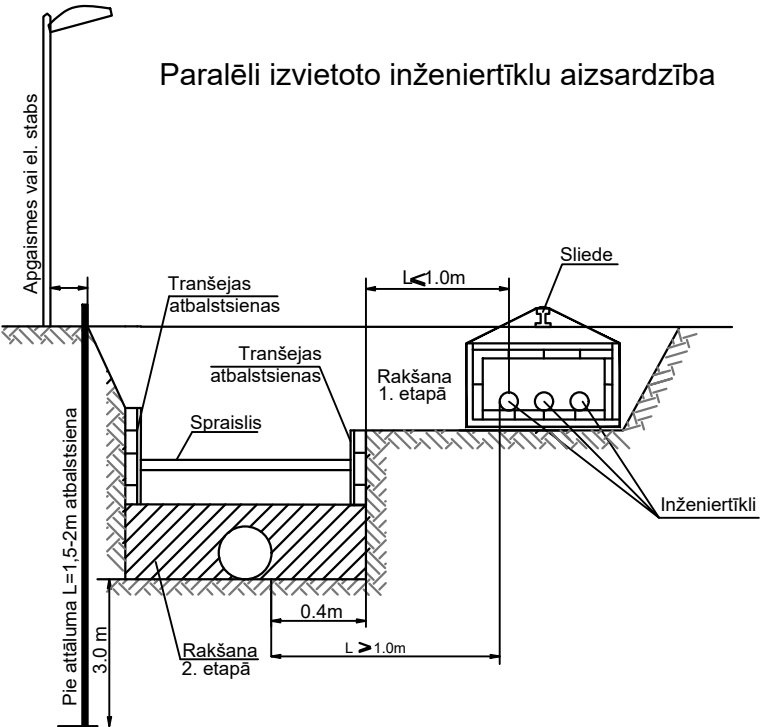 Paralēli izvietoto inženiertīklu aizsardzība
Apgaismes vai el. stabs
Tranšejas
atbalstsienas
L<1.0m
Sliede
Tranšejas
atbalstsienas
Rakšana
1. etapā
Spraislis
Inženiertīkli
Pie attāluma L=1,5-2m atbalstsiena
0.4m
3.0 m
Rakšana
2. etapā
L >1.0m